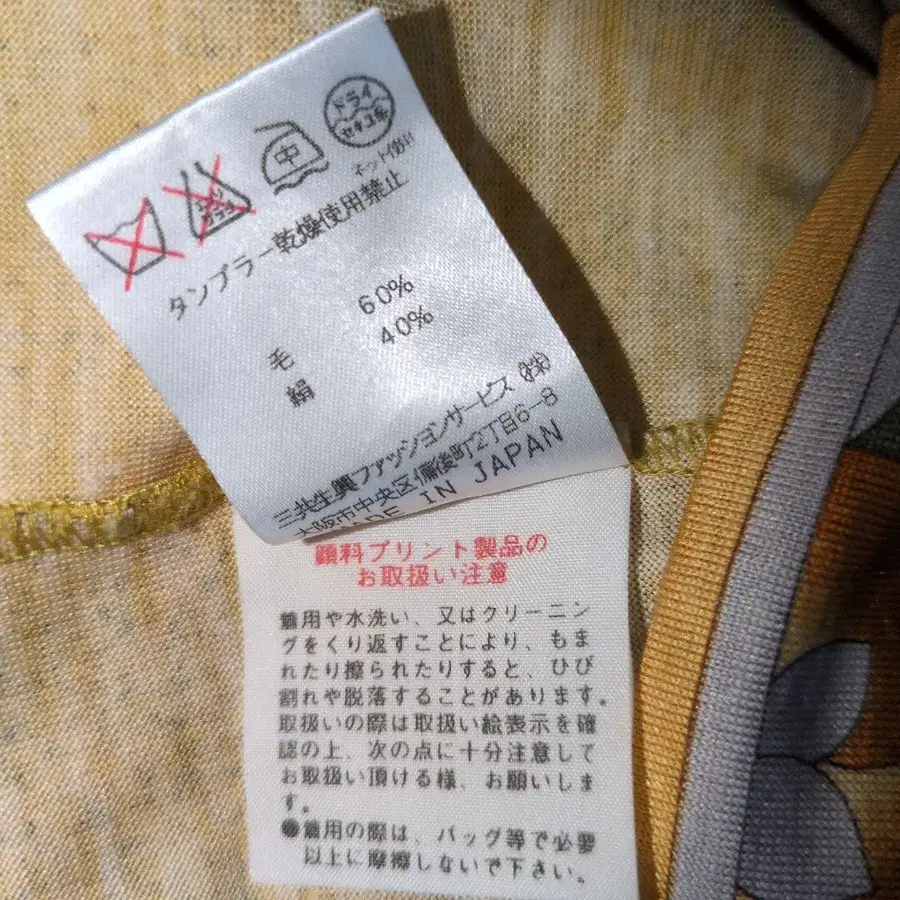 ドライ
セキユ系
ネット使用
中
エンソ
サラシ
タンブラー乾燥使用禁止
毛 60%
絹 40%
三共生興ファッションサービス(株)
大阪市中央区備後町2丁目6-8
MADE IN JAPAN
顔料プリント製品の
お取扱い注意
着用や水洗い、又はクリーニン
グをくり返すことにより、もま
れたり擦られたりすると、ひび
割れや脱落することがあります。
取扱いの際は取扱い絵表示を確
認の上、次の点に十分注意して
お取扱い頂ける様、お願いしま
す。
●着用の際は、バッグ等で必要
以上に摩擦しないで下さい。